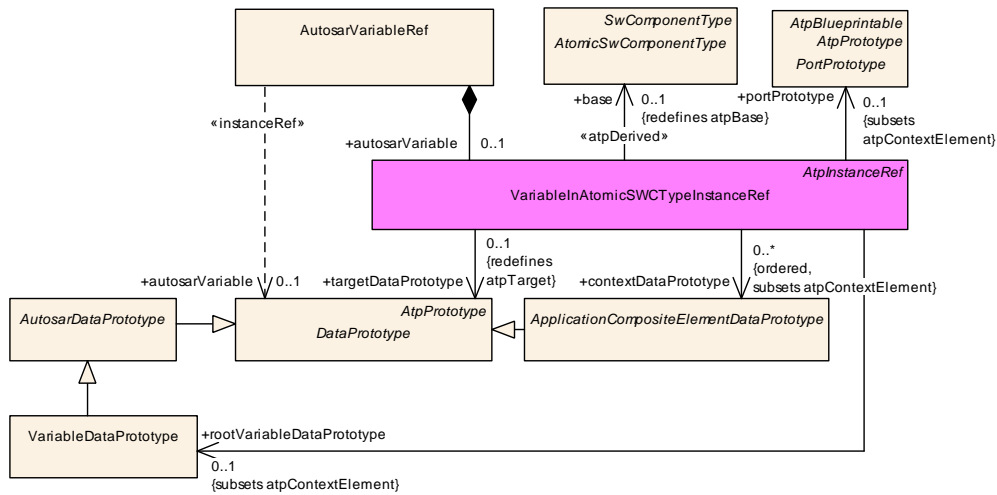 AutosarVariableRef
SwComponentType
AtomicSwComponentType
AtpBlueprintable
AtpPrototype
PortPrototype
«instanceRef»
+autosarVariable
0..1
+base
0..1
{redefines atpBase}
«atpDerived»
+portPrototype
0..1
{subsets
atpContextElement}
AtpInstanceRef
VariableInAtomicSWCTypeInstanceRef
+autosarVariable
0..1
+targetDataPrototype
0..1
{redefines
atpTarget}
+contextDataPrototype
0..*
{ordered,
subsets atpContextElement}
AutosarDataPrototype
AtpPrototype
DataPrototype
ApplicationCompositeElementDataPrototype
VariableDataPrototype
+rootVariableDataPrototype
0..1
{subsets atpContextElement}